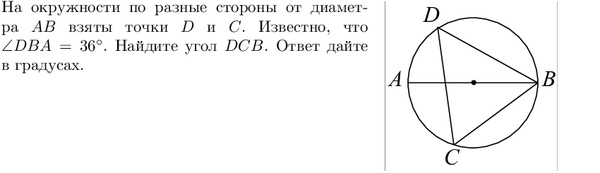 На окружности по разные стороны от диамет-
ра AB взяты точки D и C. Известно, что
∠DBA = 36°. Найдите угол DCB. Ответ дайте
в градусах.
D
A
B
C